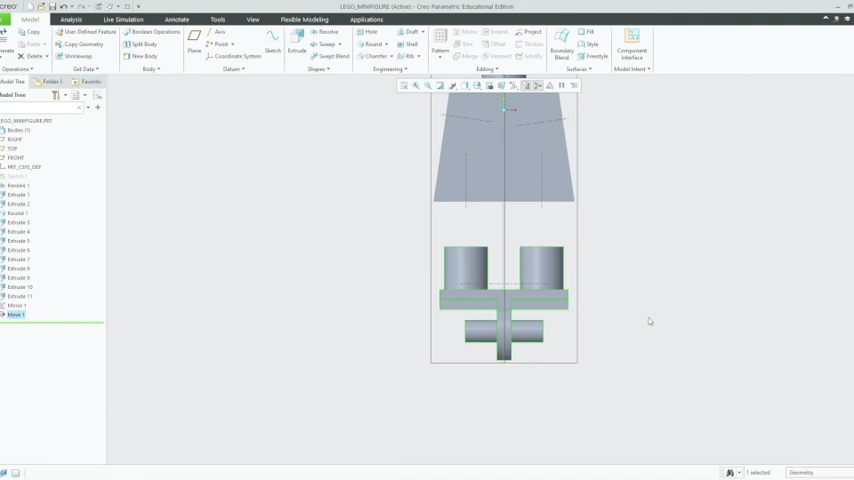 creo
LEGO_MINIFIGURE (Active) - Creo Parametric Educational Edition
Model Analysis Live Simulation Annotate Tools View Flexible Modeling Applications
Copy User-Defined Feature Boolean Operations Axis Revolve Hole Draft Mirror Extend Project Fill
Paste Copy Geometry Split Body Point Sweep Round Shell Trim Offset Thicken Style
Delete Shrinkwrap New Body Coordinate System Swept Blend Chamfer Rib Merge Intersect Solidify Freestyle
Plane Sketch Extrude Pattern Boundary Blend Component Interface
Operations Get Data Body Datum Shapes Engineering Editing Surfaces Model Intent
Model Tree Folder Favorite
Model Tree
LEGO_MINIFIGURE.PRT
Bodies (1)
RIGHT
TOP
FRONT
PRT_CSYS_DEF
Sketch 1
Revolve 1
Extrude 1
Extrude 2
Round 1
Extrude 3
Extrude 4
Extrude 5
Extrude 6
Extrude 7
Extrude 8
Extrude 9
Extrude 10
Extrude 11
Mirror 1
Move 1
1 selected
Geometry